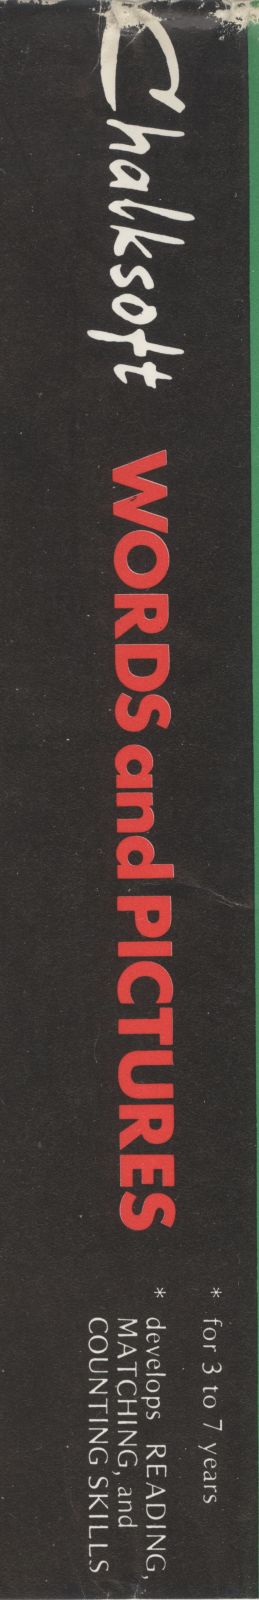 Chalksoft
WORDS and PICTURES
* for 3 to 7 years
* develops READING,
MATCHING, and
COUNTING SKILLS